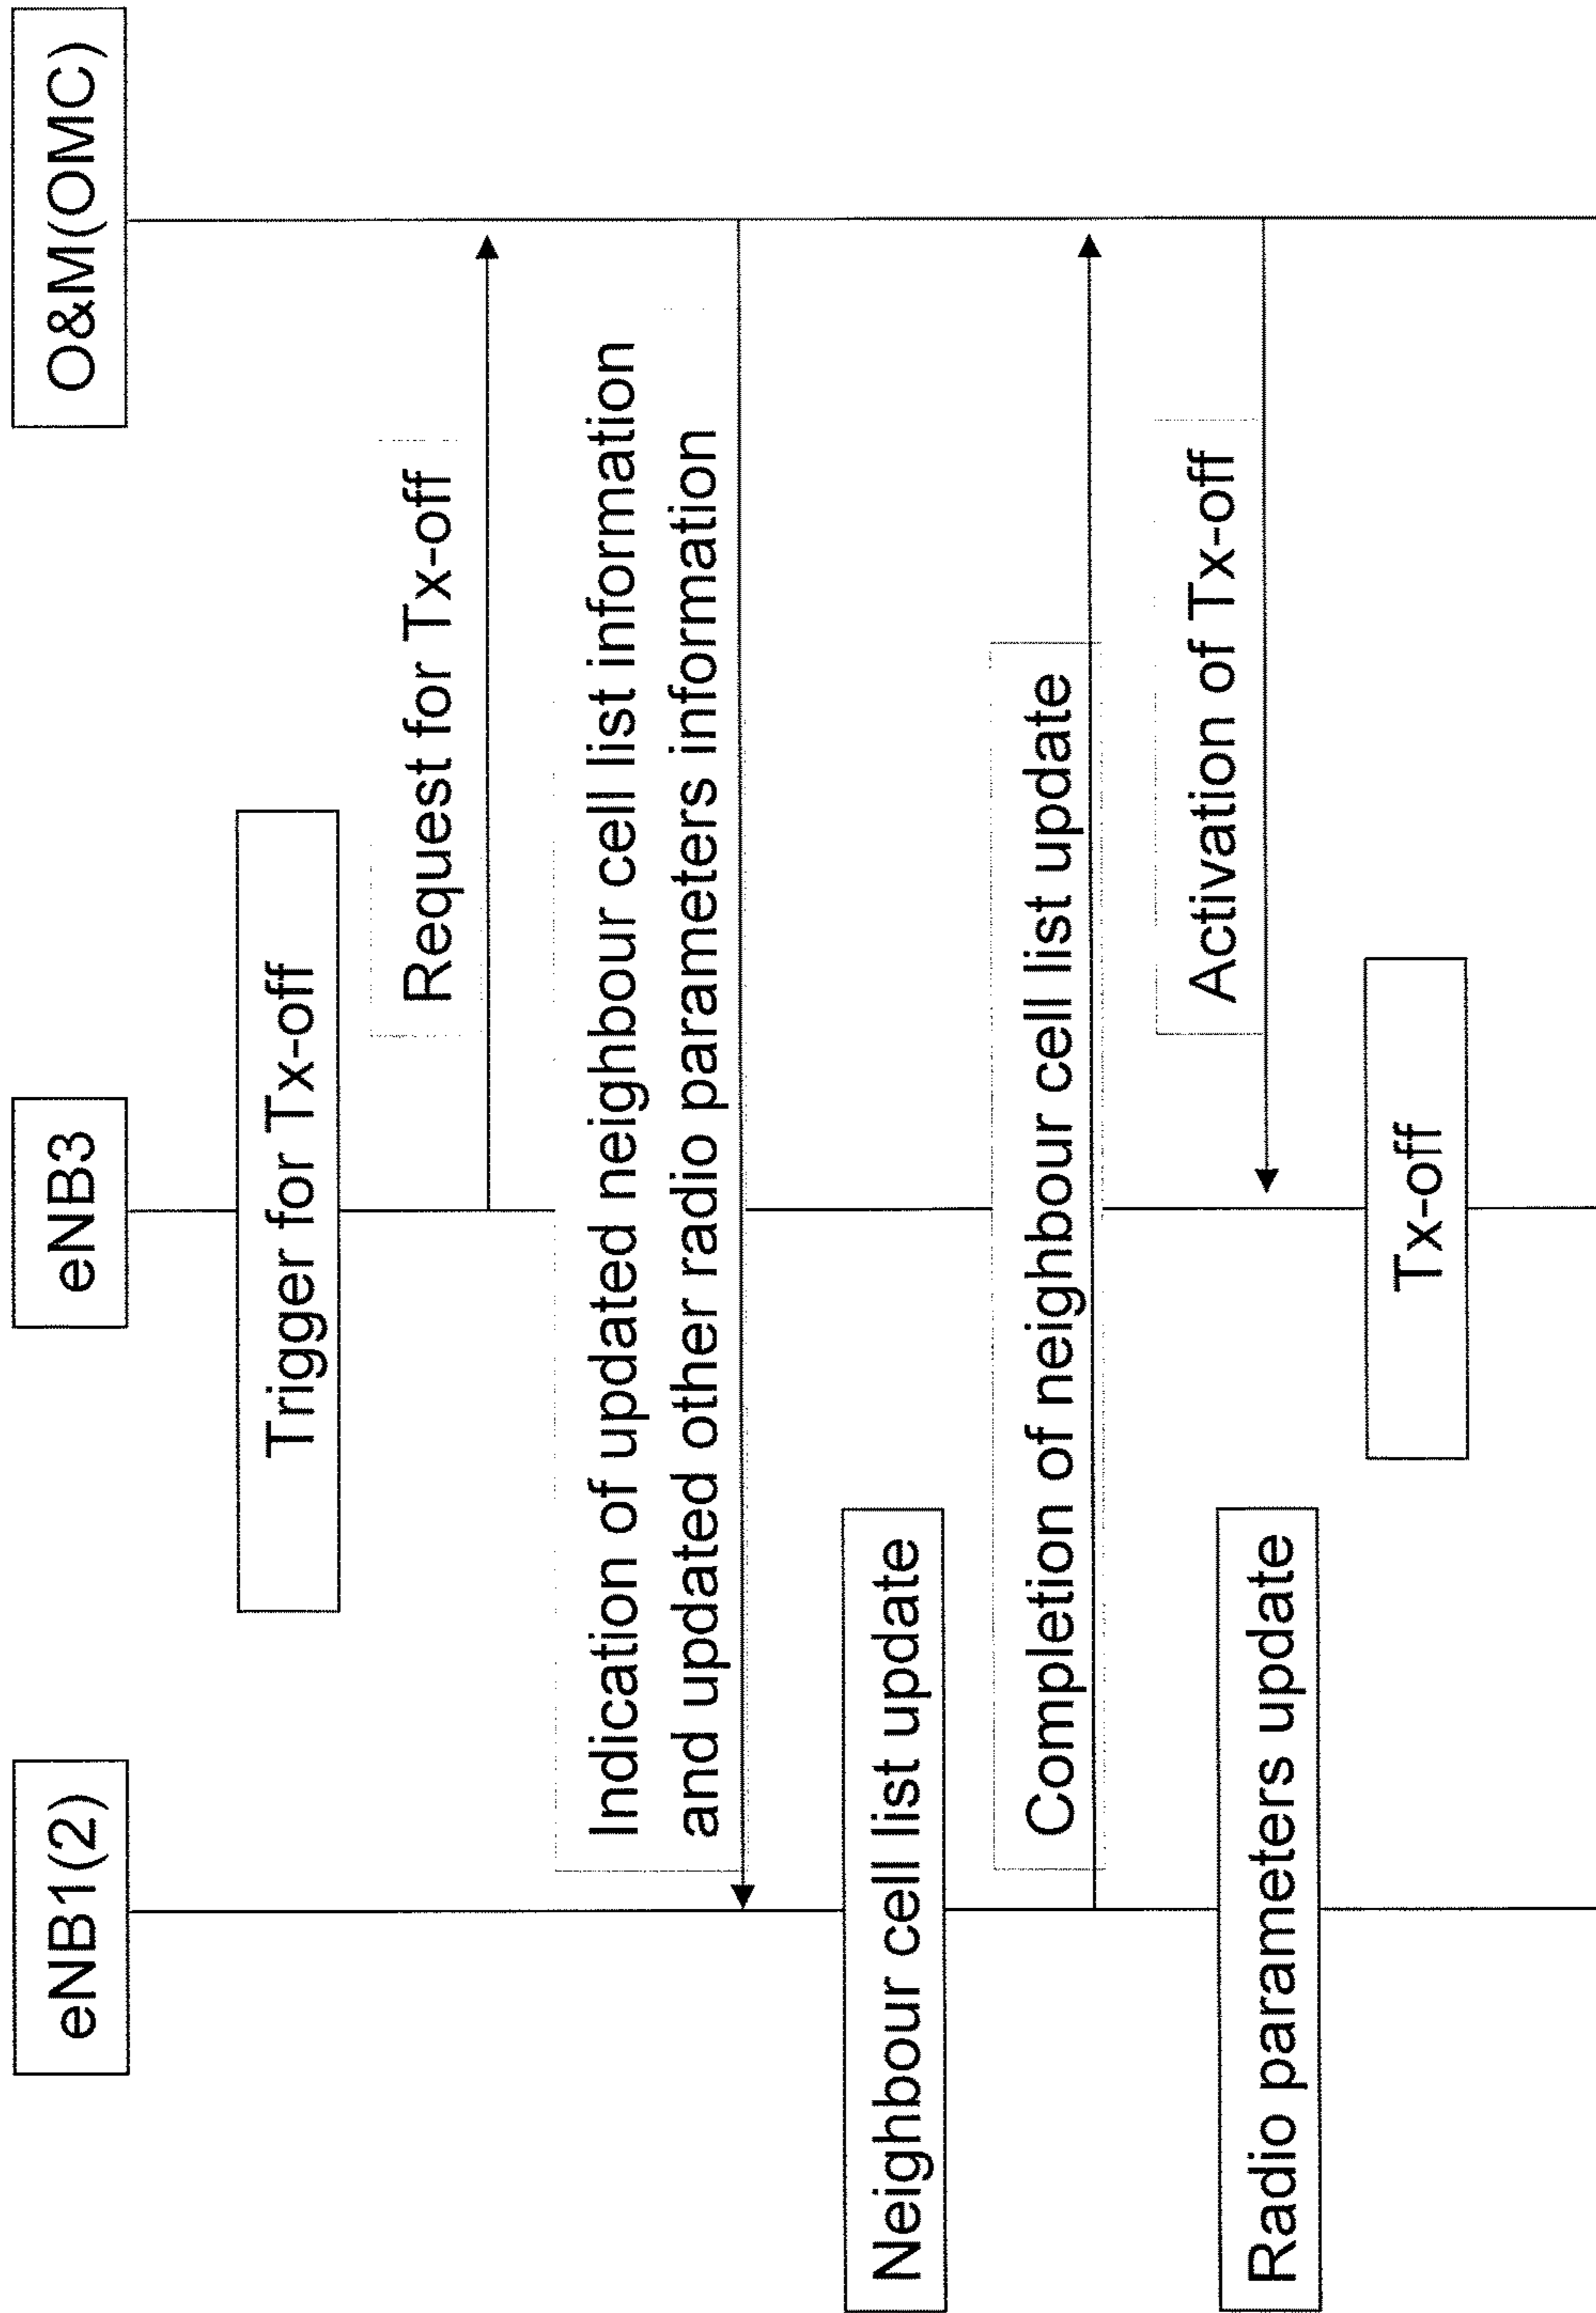 eNB1(2)
eNB3
O&M(OMC)
Trigger for Tx-off
Request for Tx-off
Indication of updated neighbour cell list information
and updated other radio parameters information
Neighbour cell list update
Completion of neighbour cell list update
Activation of Tx-off
Radio parameters update
Tx-off